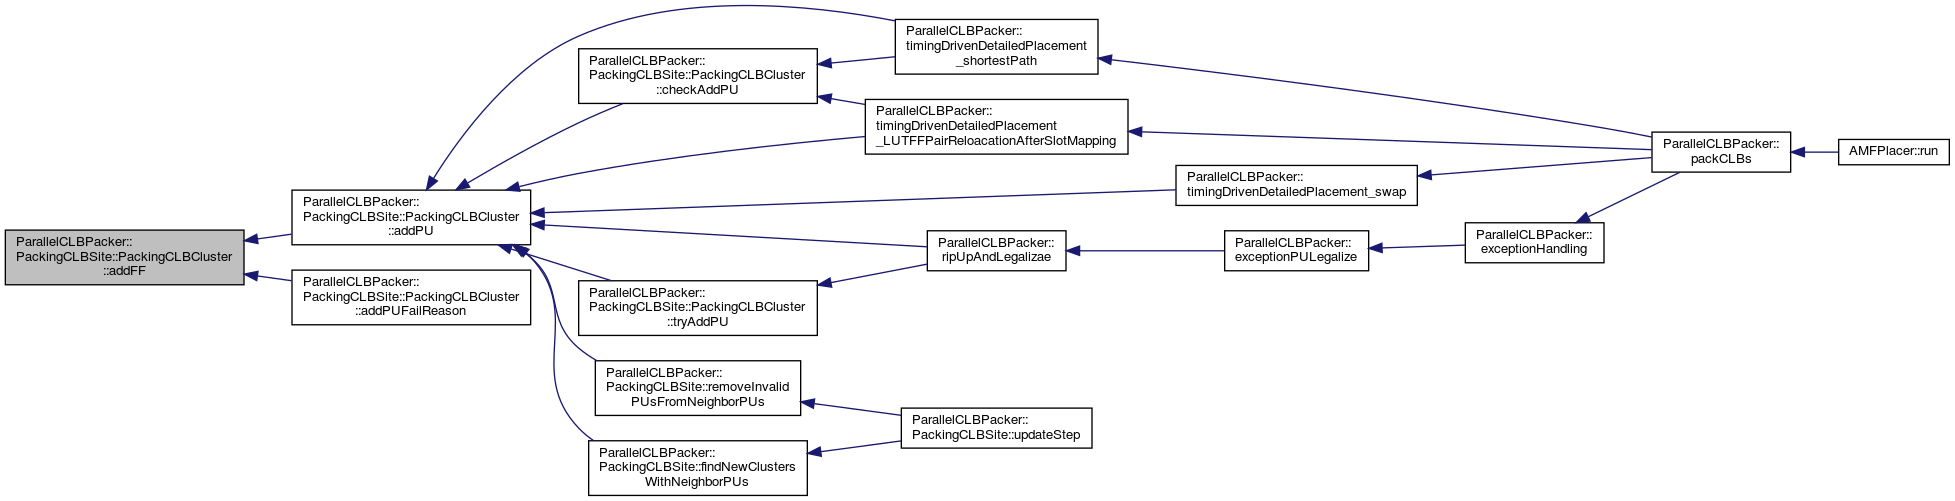 ParallelCLBPacker::
PackingCLBSite::PackingCLBCluster
::addFF
ParallelCLBPacker::
PackingCLBSite::PackingCLBCluster
::addPU
ParallelCLBPacker::
PackingCLBSite::PackingCLBCluster
::addPUFailReason
ParallelCLBPacker::
PackingCLBSite::PackingCLBCluster
::checkAddPU
ParallelCLBPacker::
timingDrivenDetailedPlacement
_shortestPath
ParallelCLBPacker::
timingDrivenDetailedPlacement
_LUTFFPairReloacationAfterSlotMapping
ParallelCLBPacker::
timingDrivenDetailedPlacement_swap
ParallelCLBPacker::
ripUpAndLegalizae
ParallelCLBPacker::
PackingCLBSite::PackingCLBCluster
::tryAddPU
ParallelCLBPacker::
PackingCLBSite::removeInvalid
PUsFromNeighborPUs
ParallelCLBPacker::
PackingCLBSite::findNewClusters
WithNeighborPUs
ParallelCLBPacker::
PackingCLBSite::updateStep
ParallelCLBPacker::
exceptionPULegalize
ParallelCLBPacker::
exceptionHandling
ParallelCLBPacker::
packCLBs
AMFPlacer::run